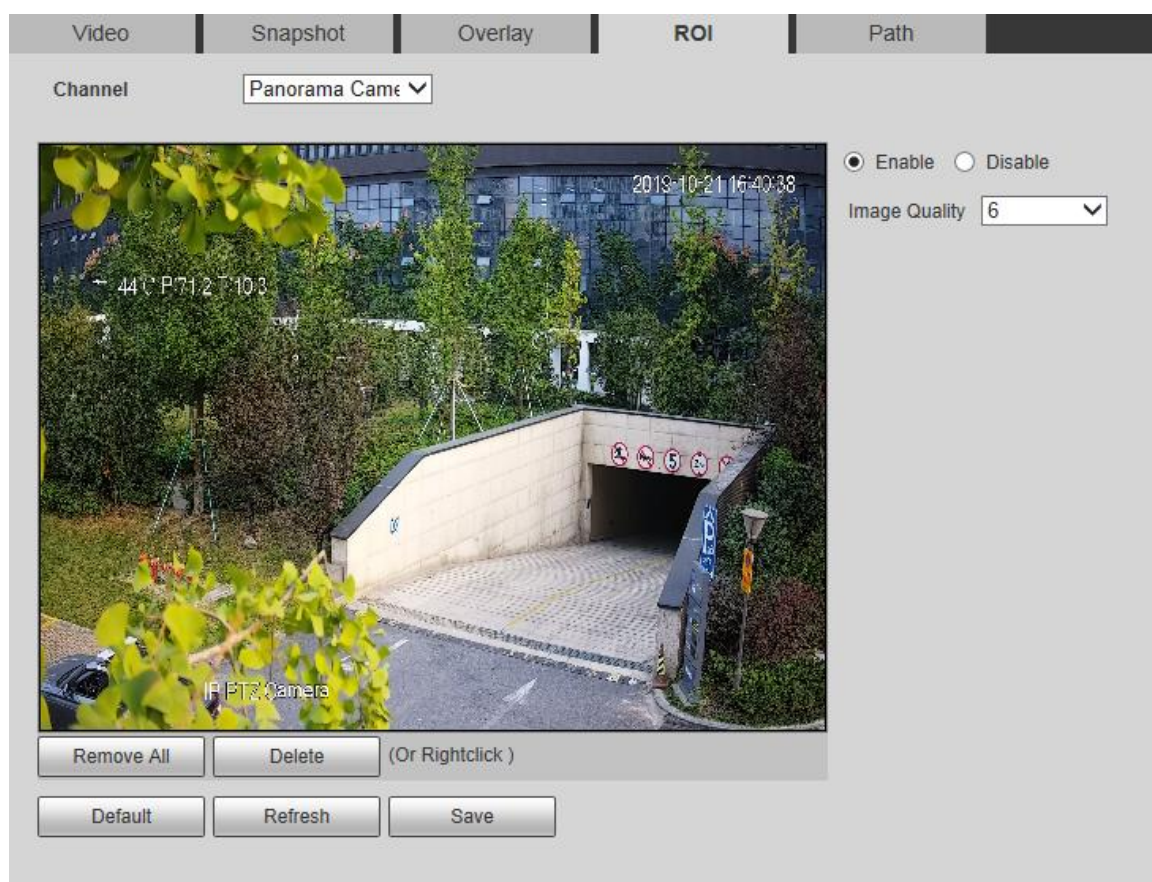 Video Snapshot Overlay ROI Path
Channel Panorama Came
Enable Disable
2019-10-21 16:40:38
Image Quality 6
5
IP PTZ Camera
Remove All Delete (Or Rightclick )
Default Refresh Save